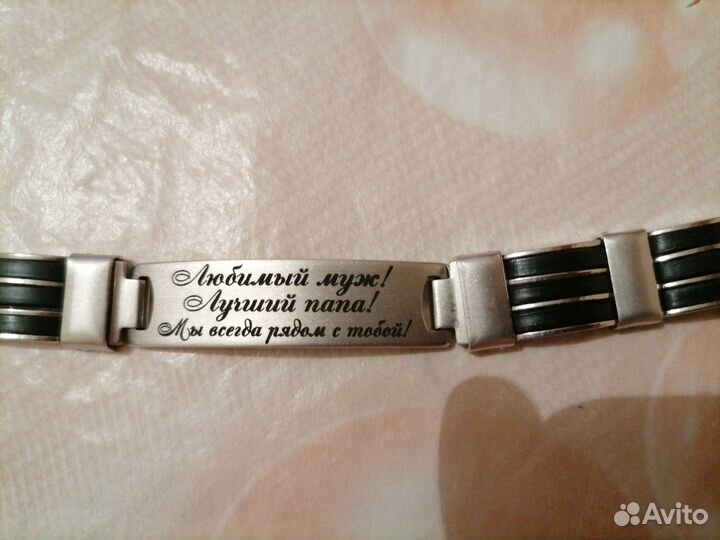 Любимый муж!
Лучший папа!
Мы всегда рядом с тобой!
Avito